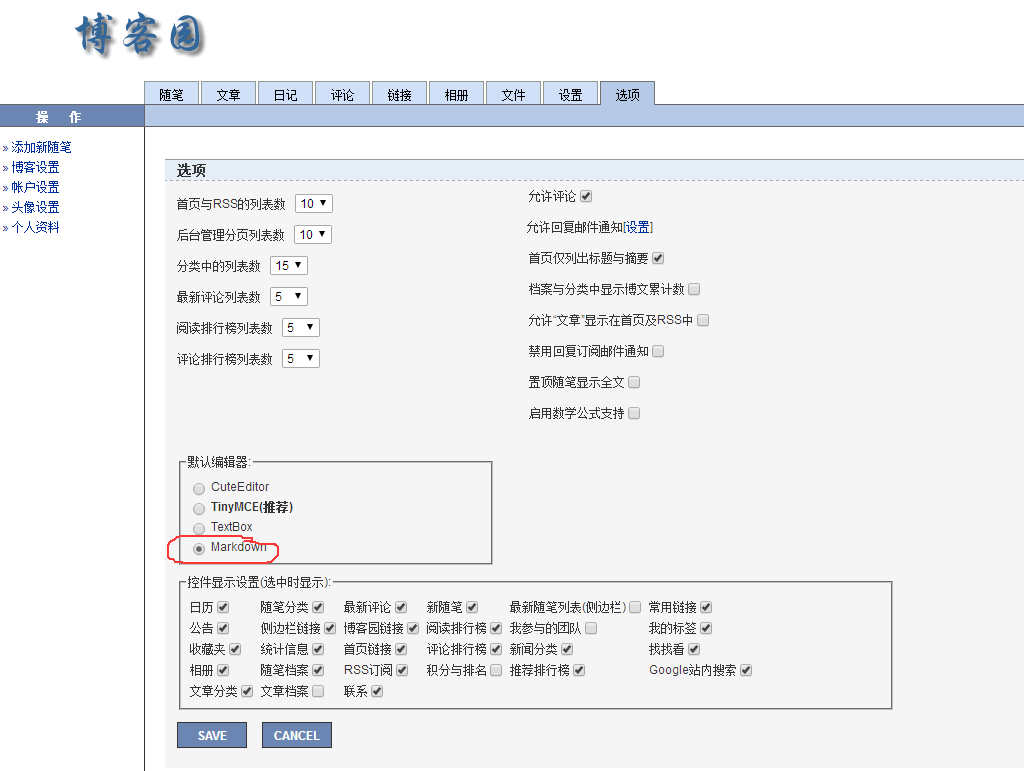 博客园
随笔 文章 日记 评论 链接 相册 文件 设置 选项
操 作
» 添加新随笔
» 博客设置
» 帐户设置
» 头像设置
» 个人资料
选项
首页与RSS的列表数 10
后台管理分页列表数 10
分类中的列表数 15
最新评论列表数 5
阅读排行榜列表数 5
评论排行榜列表数 5
允许评论
允许回复邮件通知[设置]
首页仅列出标题与摘要
档案与分类中显示博文累计数
允许“文章”显示在首页及RSS中
禁用回复订阅邮件通知
置顶随笔显示全文
启用数学公式支持
默认编辑器:
CuteEditor
TinyMCE(推荐)
TextBox
Markdown
控件显示设置(选中时显示):
日历 随笔分类 最新评论 新随笔 最新随笔列表(侧边栏) 常用链接
公告 侧边栏链接 博客园链接 阅读排行榜 我参与的团队 我的标签
收藏夹 统计信息 首页链接 评论排行榜 新闻分类 找找看
相册 随笔档案 RSS订阅 积分与排名 推荐排行榜 Google站内搜索
文章分类 文章档案 联系
SAVE CANCEL